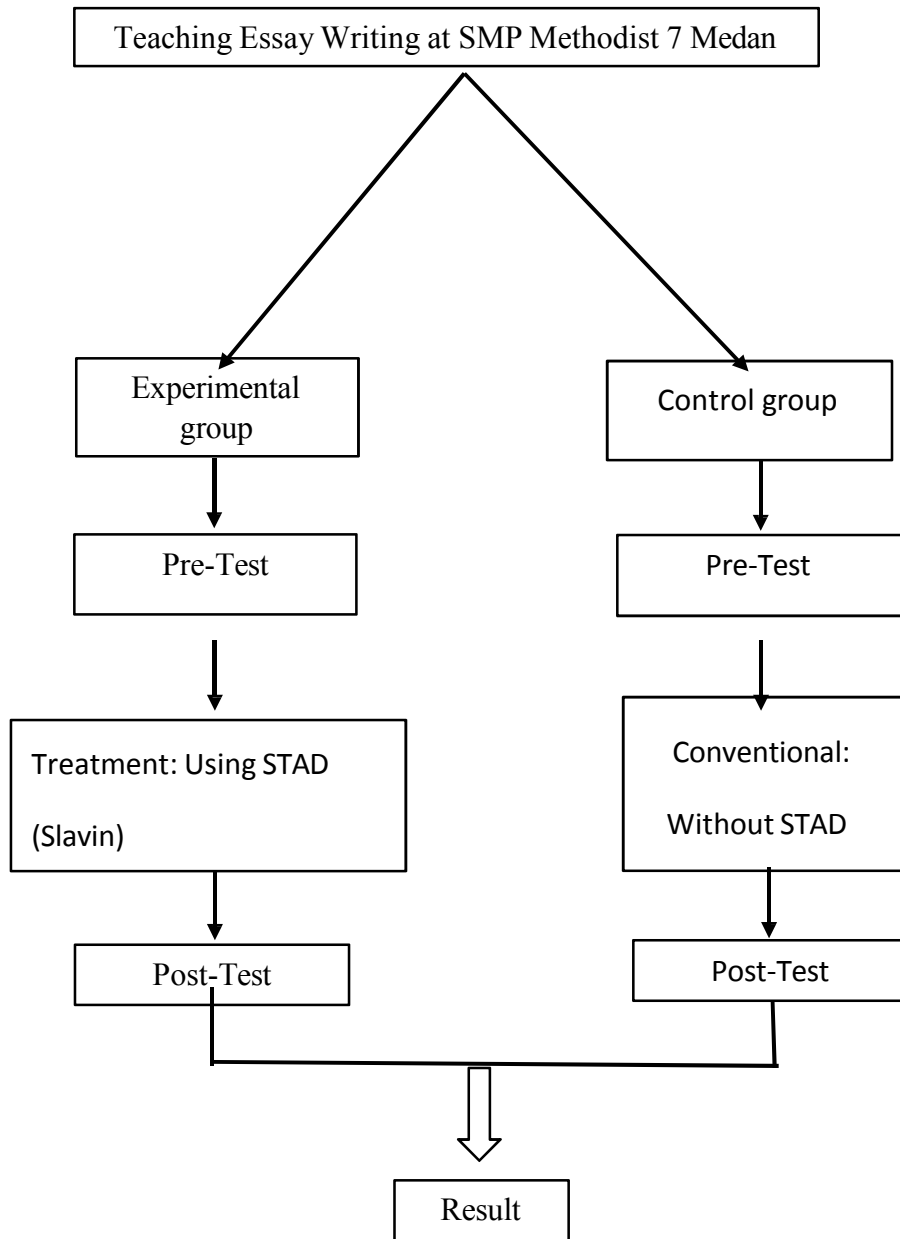 Teaching Essay Writing at SMP Methodist 7 Medan
Experimental
group
Control group
Pre-Test
Pre-Test
Treatment: Using STAD
(Slavin)
Conventional:
Without STAD
Post-Test
Post-Test
Result